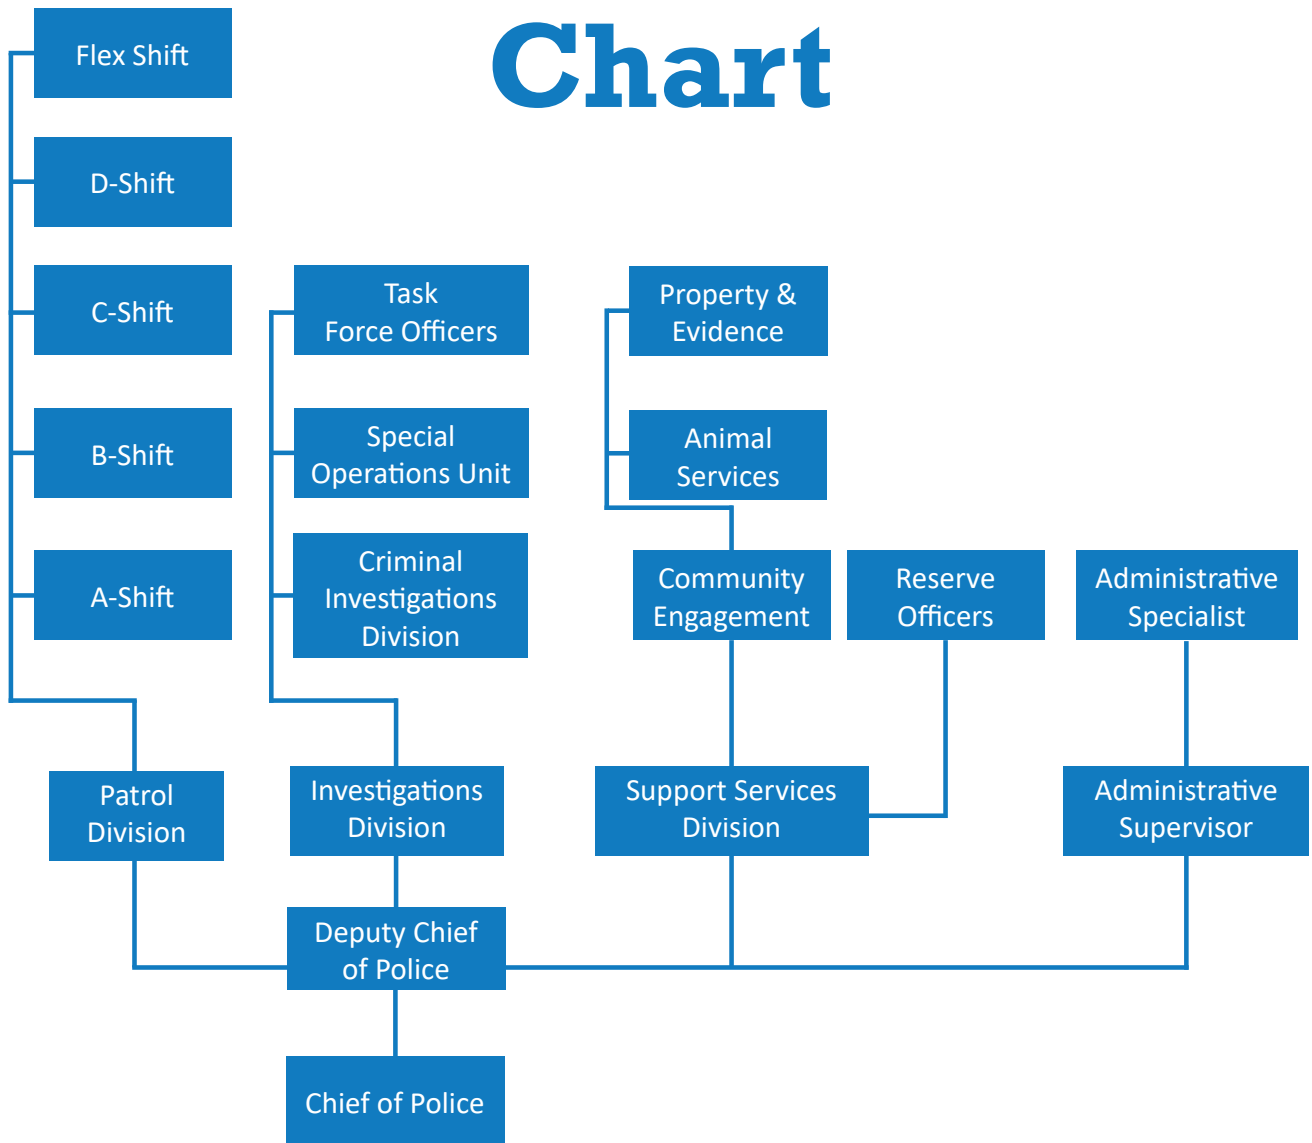 Chart
Flex Shift
D-Shift
C-Shift
B-Shift
A-Shift
Task
Force Officers
Special
Operations Unit
Criminal
Investigations
Division
Property &
Evidence
Animal
Services
Community
Engagement
Reserve
Officers
Administrative
Specialist
Patrol
Division
Investigations
Division
Support Services
Division
Administrative
Supervisor
Deputy Chief
of Police
Chief of Police